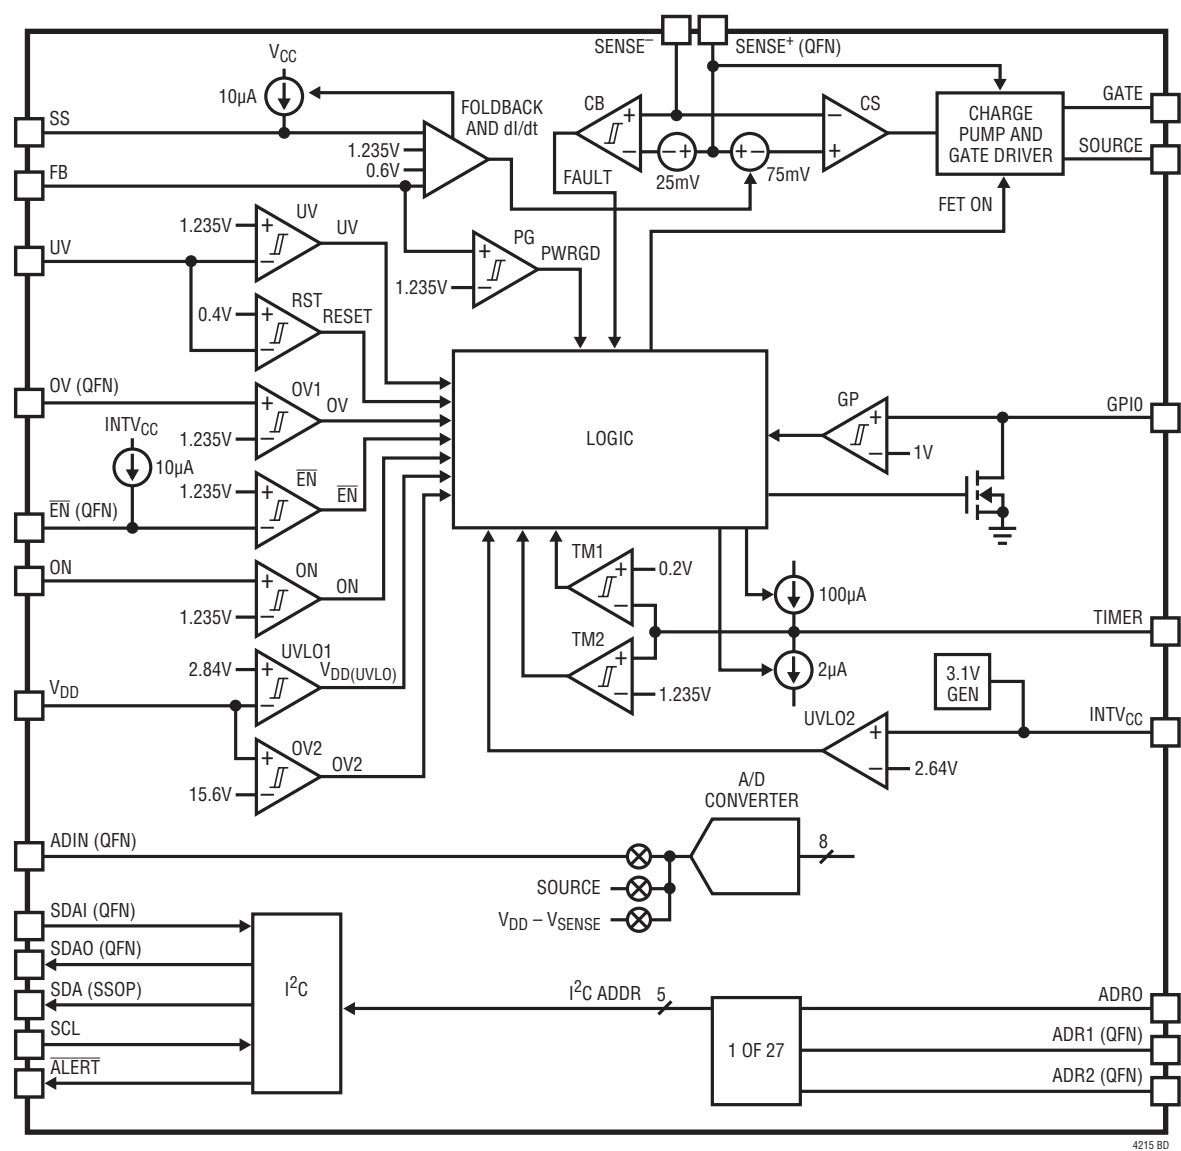 SENSE–
SENSE+ (QFN)
VCC
10µA
SS
FOLDBACK
AND dI/dt
1.235V
0.6V
FB
CB
+
–
– +
25mV
+ –
75mV
CS
–
+
FAULT
CHARGE
PUMP AND
GATE DRIVER
GATE
SOURCE
FET ON
UV
1.235V
+
–
UV
UV
PG
+
–
1.235V
PWRGD
0.4V
+
–
RST
RESET
OV (QFN)
+
–
1.235V
OV1
OV
INTVCC
10µA
EN (QFN)
1.235V
+
–
EN
EN
ON
+
–
1.235V
ON
ON
LOGIC
GP
+
–
1V
GPIO
TM1
+
–
0.2V
TM2
+
–
1.235V
100µA
2µA
TIMER
VDD
2.84V
+
–
UVLO1
VDD(UVLO)
+
–
15.6V
OV2
OV2
3.1V
GEN
INTVCC
UVLO2
+
–
2.64V
A/D
CONVERTER
8
ADIN (QFN)
SOURCE
VDD – VSENSE
SDAI (QFN)
SDAO (QFN)
SDA (SSOP)
SCL
ALERT
I2C
I2C ADDR
5
1 OF 27
ADR0
ADR1 (QFN)
ADR2 (QFN)
4215 BD